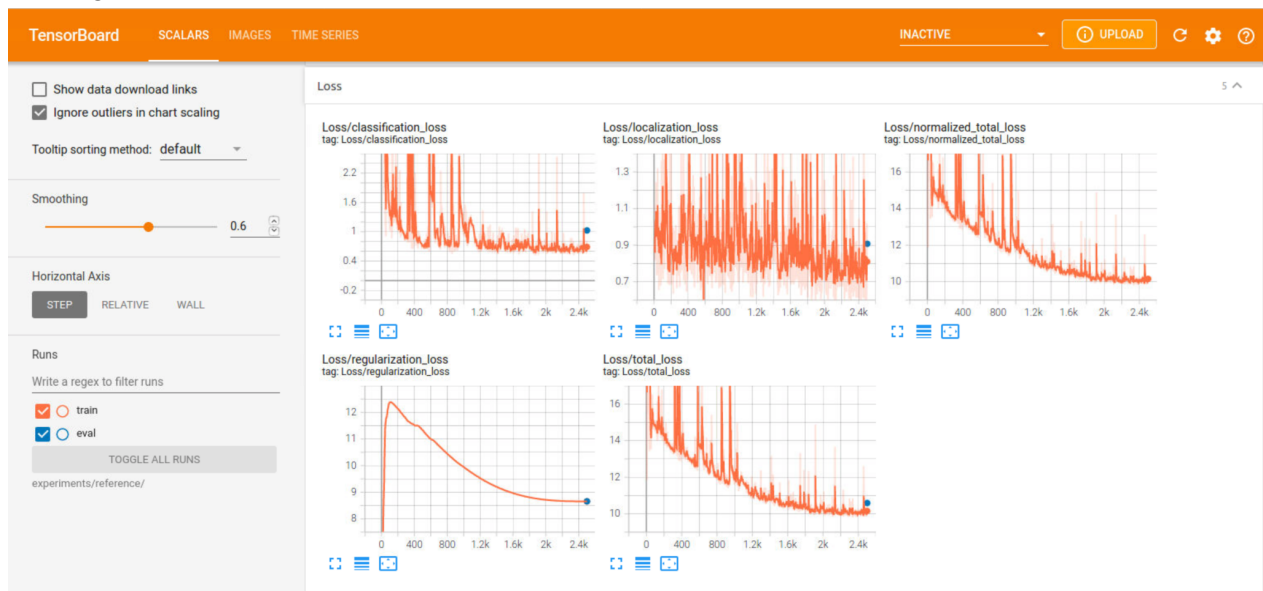 TensorBoard SCALARS IMAGES TIME SERIES INACTIVE UPLOAD
Show data download links
Ignore outliers in chart scaling
Tooltip sorting method: default
Smoothing
0.6
Horizontal Axis
STEP RELATIVE WALL
Runs
Write a regex to filter runs
train
eval
TOGGLE ALL RUNS
experiments/reference/
Loss 5
Loss/classification_loss
tag: Loss/classification_loss
2.2
1.6
1
0.4
-0.2
0 400 800 1.2k 1.6k 2k 2.4k
Loss/localization_loss
tag: Loss/localization_loss
1.3
1.1
0.9
0.7
0 400 800 1.2k 1.6k 2k 2.4k
Loss/normalized_total_loss
tag: Loss/normalized_total_loss
16
14
12
10
0 400 800 1.2k 1.6k 2k 2.4k
Loss/regularization_loss
tag: Loss/regularization_loss
12
11
10
9
8
0 400 800 1.2k 1.6k 2k 2.4k
Loss/total_loss
tag: Loss/total_loss
16
14
12
10
0 400 800 1.2k 1.6k 2k 2.4k